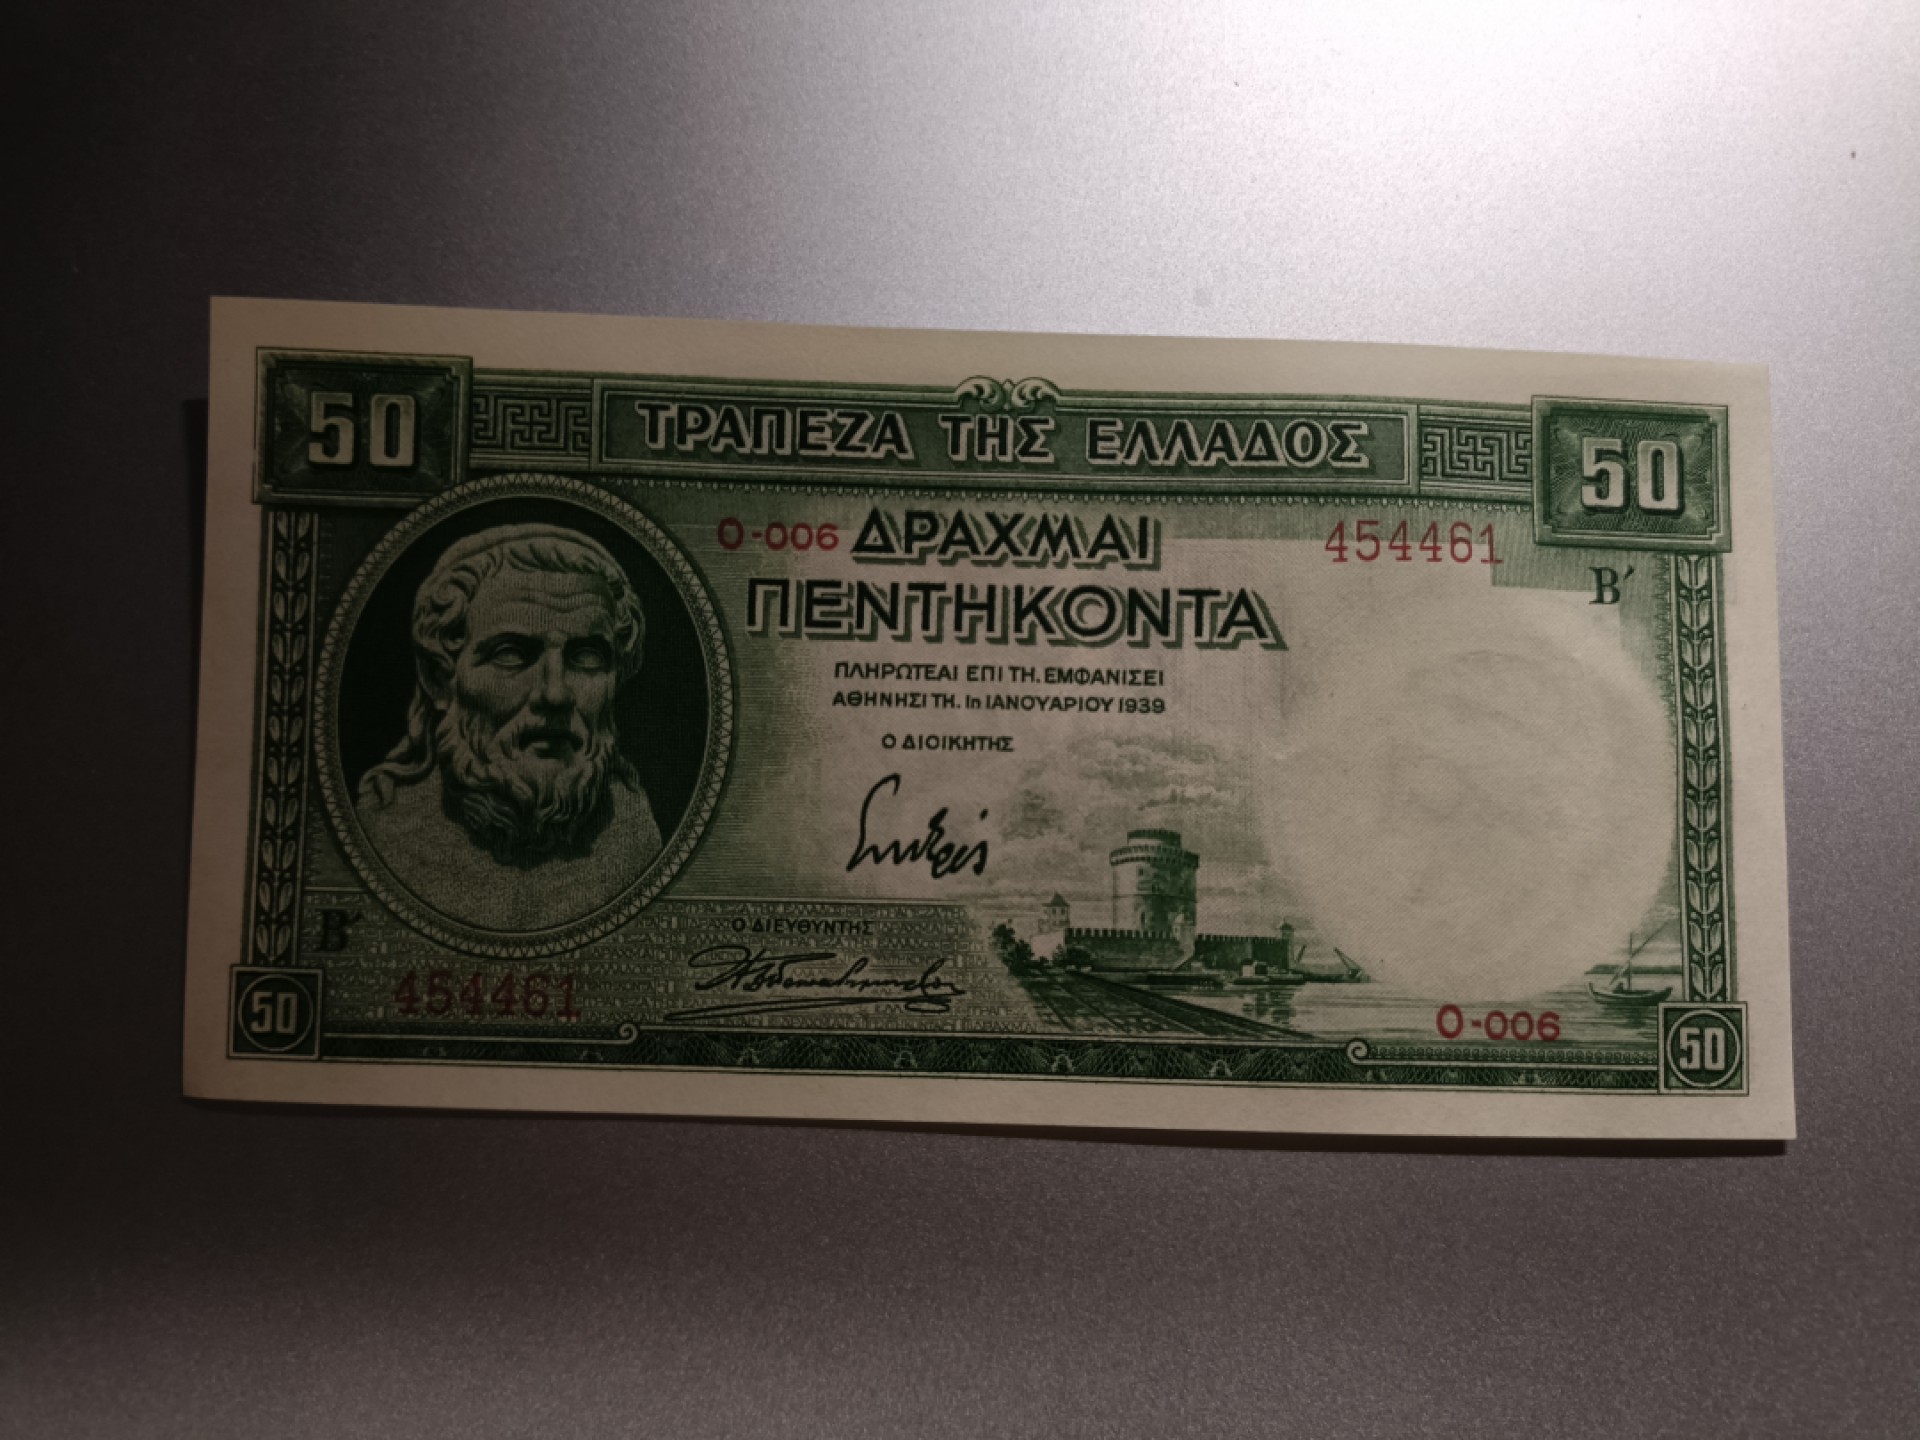 50 ΤΡΑΠΕΖΑ ΤΗΣ ΕΛΛΑΔΟΣ 50
O-006 ΔΡΑΧΜΑΙ 454461
ΠΕΝΤΗΚΟΝΤΑ Β΄
ΠΛΗΡΩΤΕΑΙ ΕΠΙ ΤΗ. ΕΜΦΑΝΙΣΕΙ
ΑΘΗΝΗΣΙ ΤΗ. 1η ΙΑΝΟΥΑΡΙΟΥ 1939
Ο ΔΙΟΙΚΗΤΗΣ
Ο ΔΙΕΥΘΥΝΤΗΣ
Β΄
454461
O-006
50 50